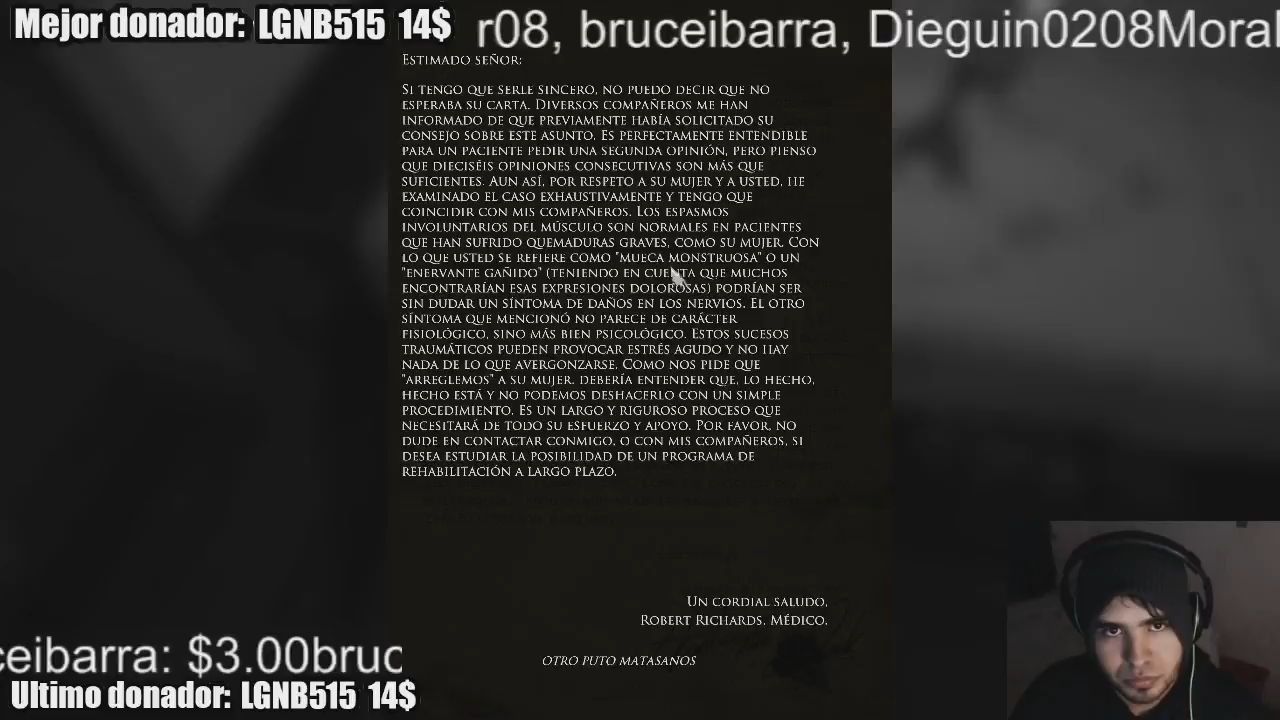 Mejor donador: LGNB515 14$
r08, bruceibarra, Dieguin0208Moral
Estimado señor:
Si tengo que serle sincero, no puedo decir que no
esperaba su carta. Diversos compañeros me han
informado de que previamente había solicitado su
consejo sobre este asunto. Es perfectamente entendible
para un paciente pedir una segunda opinión, pero pienso
que dieciséis opiniones consecutivas son más que
suficientes. Aun así, por respeto a su mujer y a usted, he
examinado el caso exhaustivamente y tengo que
coincidir con mis compañeros. Los espasmos
involuntarios del músculo son normales en pacientes
que han sufrido quemaduras graves, como su mujer. Con
lo que usted se refiere como "mueca monstruosa" o un
"enervante gañido" (teniendo en cuenta que muchos
encontrarían esas expresiones dolorosas) podrían ser
sin dudar un síntoma de daños en los nervios. El otro
síntoma que mencionó no parece de carácter
fisiológico, sino más bien psicológico. Estos sucesos
traumáticos pueden provocar estrés agudo y no hay
nada de lo que avergonzarse. Como nos pide que
"arreglemos" a su mujer, debería entender que, lo hecho,
hecho está y no podemos deshacerlo con un simple
procedimiento. Es un largo y riguroso proceso que
necesitará de todo su esfuerzo y apoyo. Por favor, no
dude en contactar conmigo, o con mis compañeros, si
desea estudiar la posibilidad de un programa de
rehabilitación a largo plazo.
Un cordial saludo,
Robert Richards. Médico.
otro puto matasanos
ceibarra: $3.00bruc
Ultimo donador: LGNB515 14$